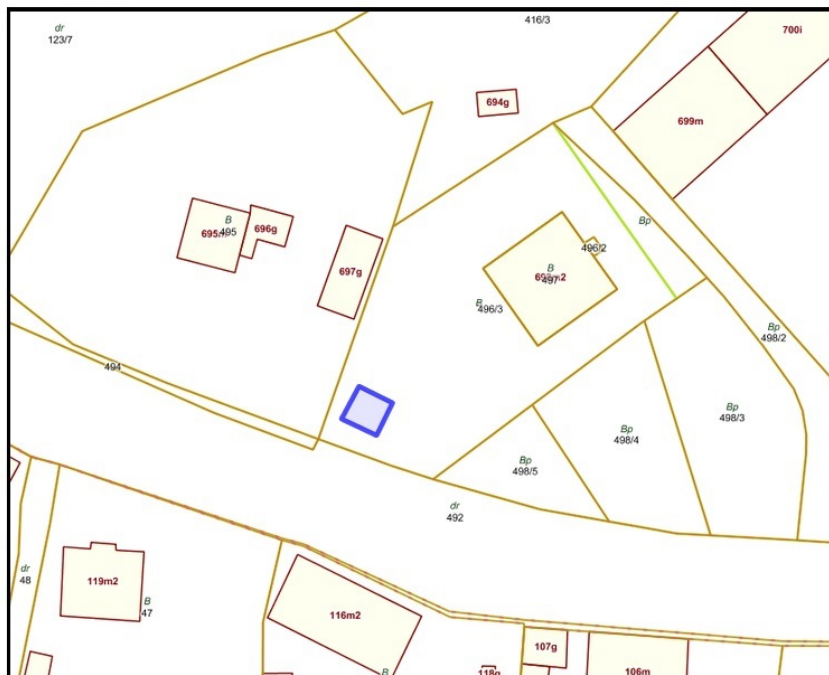 dr
123/7
416/3
700i
694g
699m
B
495
696g
Bp
496/2
697g
B
497
B
496/3
Bp
498/2
494
Bp
498/3
Bp
498/4
Bp
498/5
dr
492
dr
48
119m2
B
47
116m2
107g
B
118g
106m